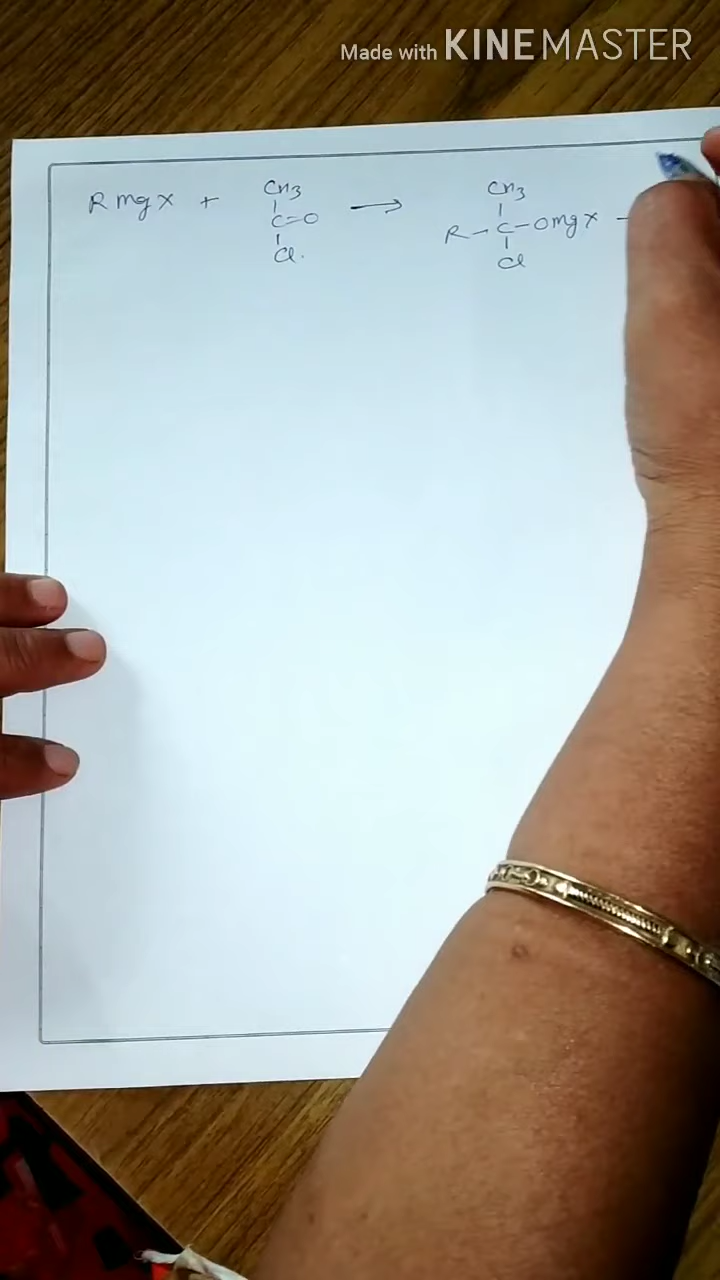 Made with KINEMASTER
CH3 CH3
RmgX + C=O → R-C-OmgX -
Cl. Cl